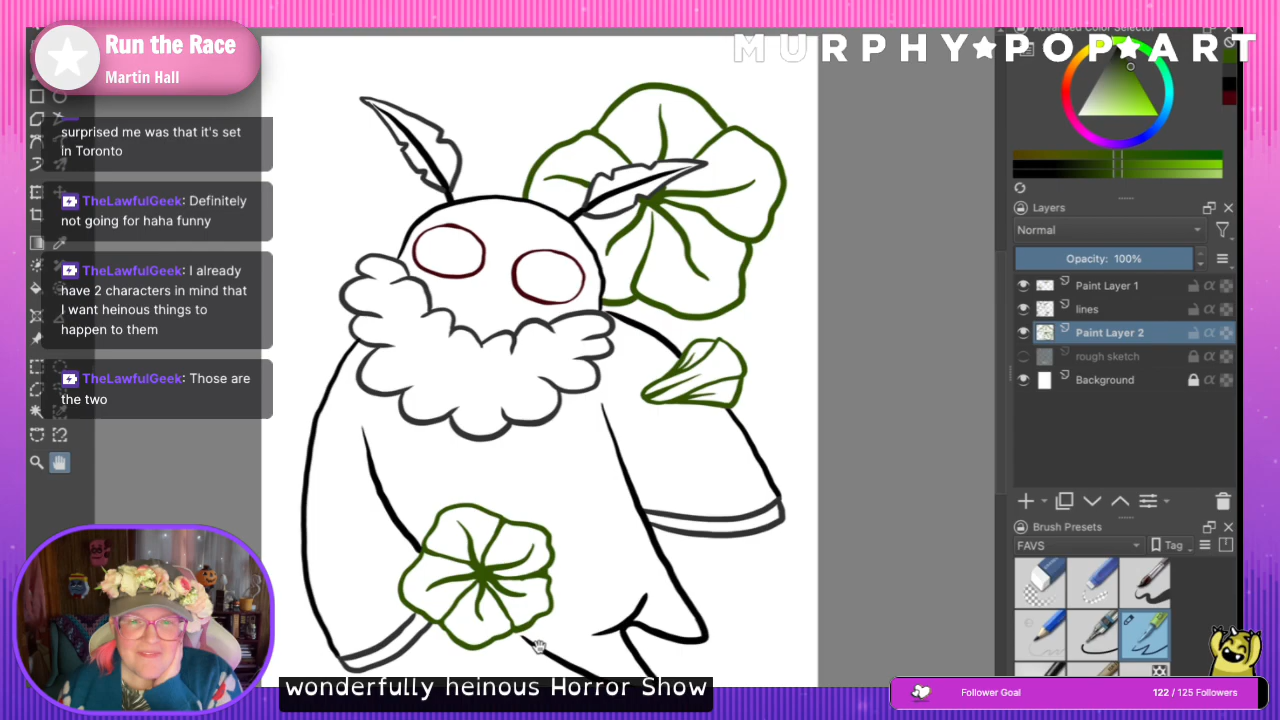 Run the Race
Martin Hall
MURPHY★POP★ART
Advanced Color Selector
surprised me was that it's set
in Toronto
TheLawfulGeek: Definitely
not going for haha funny
TheLawfulGeek: I already
have 2 characters in mind that
I want heinous things to
happen to them
TheLawfulGeek: Those are
the two
Layers
Normal
Opacity: 100%
Paint Layer 1
lines
Paint Layer 2
rough sketch
Background
Brush Presets
FAVS
Tag
wonderfully heinous Horror Show
Follower Goal
122 / 125 Followers